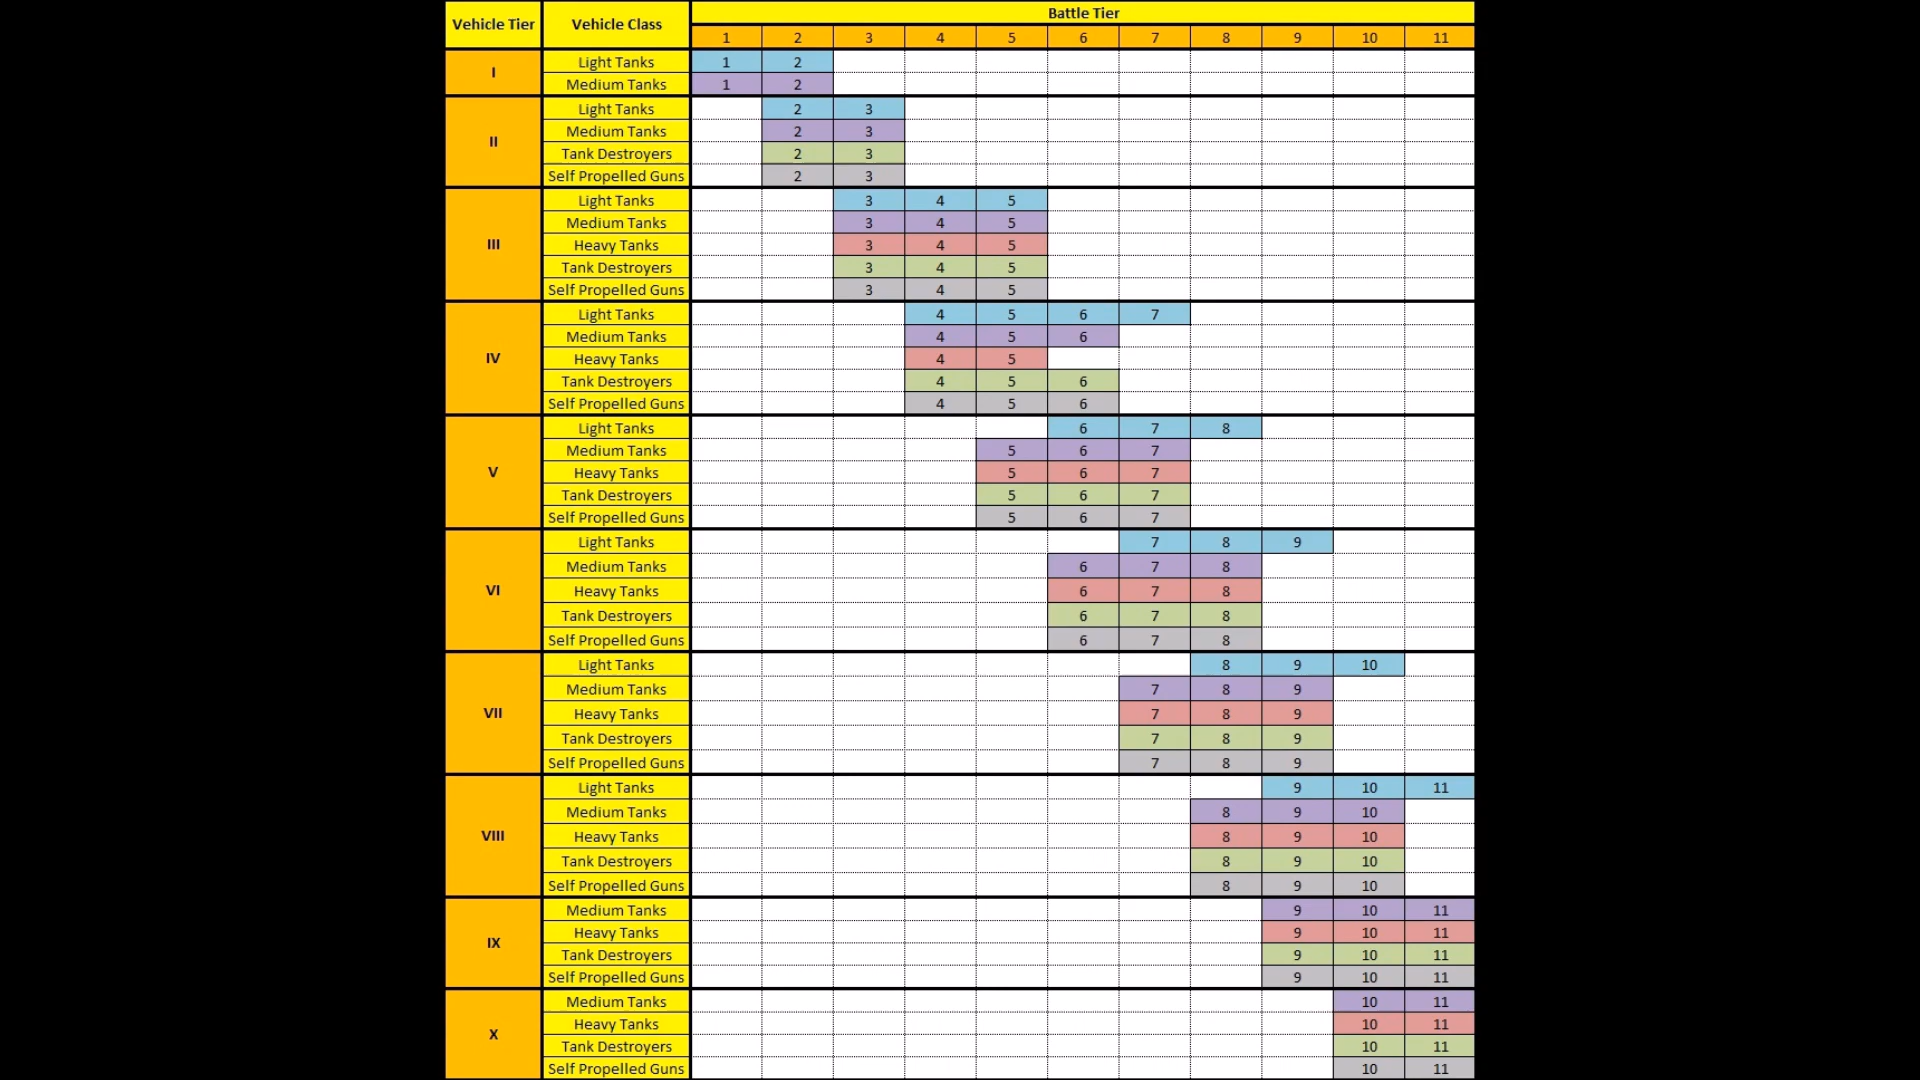 Vehicle Tier Vehicle Class Battle Tier
1 2 3 4 5 6 7 8 9 10 11
I
Light Tanks 1 2
Medium Tanks 1 2
II
Light Tanks 2 3
Medium Tanks 2 3
Tank Destroyers 2 3
Self Propelled Guns 2 3
III
Light Tanks 3 4 5
Medium Tanks 3 4 5
Heavy Tanks 3 4 5
Tank Destroyers 3 4 5
Self Propelled Guns 3 4 5
IV
Light Tanks 4 5 6 7
Medium Tanks 4 5 6
Heavy Tanks 4 5
Tank Destroyers 4 5 6
Self Propelled Guns 4 5 6
V
Light Tanks 6 7 8
Medium Tanks 5 6 7
Heavy Tanks 5 6 7
Tank Destroyers 5 6 7
Self Propelled Guns 5 6 7
VI
Light Tanks 7 8 9
Medium Tanks 6 7 8
Heavy Tanks 6 7 8
Tank Destroyers 6 7 8
Self Propelled Guns 6 7 8
VII
Light Tanks 8 9 10
Medium Tanks 7 8 9
Heavy Tanks 7 8 9
Tank Destroyers 7 8 9
Self Propelled Guns 7 8 9
VIII
Light Tanks 9 10 11
Medium Tanks 8 9 10
Heavy Tanks 8 9 10
Tank Destroyers 8 9 10
Self Propelled Guns 8 9 10
IX
Medium Tanks 9 10 11
Heavy Tanks 9 10 11
Tank Destroyers 9 10 11
Self Propelled Guns 9 10 11
X
Medium Tanks 10 11
Heavy Tanks 10 11
Tank Destroyers 10 11
Self Propelled Guns 10 11